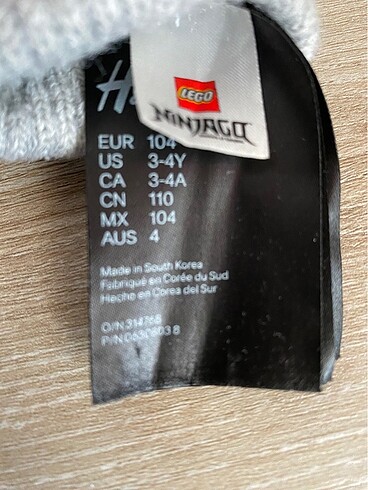 H
LEGO
NINJAGO
EUR 104
US 3-4Y
CA 3-4A
CN 110
MX 104
AUS 4
Made in South Korea
Fabriqué en Corée du Sud
Hecho en Corea del Sur
O/N 314768